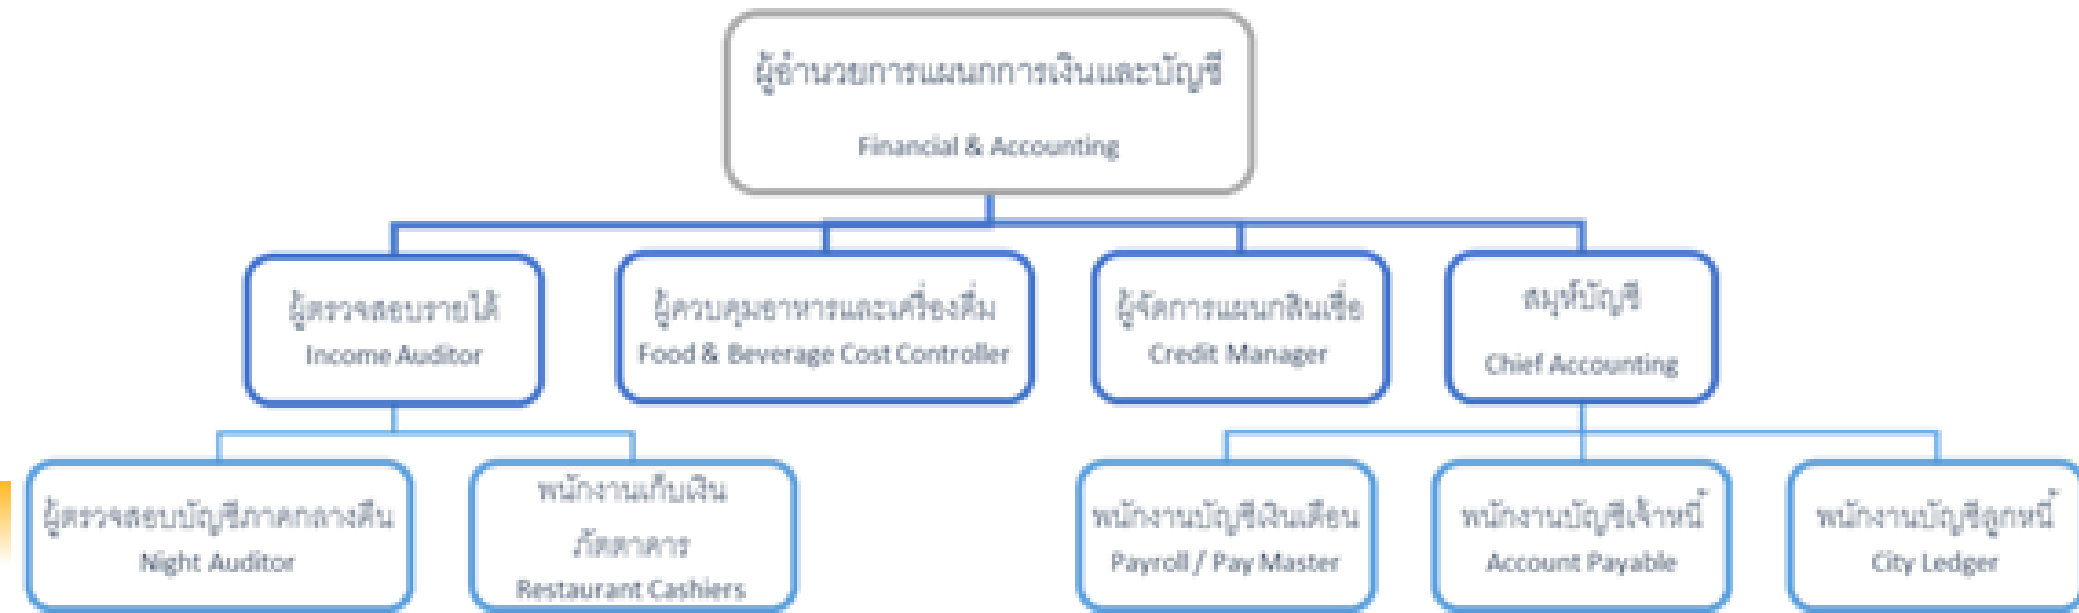 ผู้อำนวยการแผนกการเงินและบัญชี
Financial & Accounting
ผู้ตรวจสอบรายได้
Income Auditor
ผู้ควบคุมอาหารและเครื่องดื่ม
Food & Beverage Cost Controller
ผู้จัดการแผนกสินเชื่อ
Credit Manager
สมุห์บัญชี
Chief Accounting
ผู้ตรวจสอบบัญชีภาคกลางคืน
Night Auditor
พนักงานเก็บเงิน
ภัตตาคาร
Restaurant Cashiers
พนักงานบัญชีเงินเดือน
Payroll / Pay Master
พนักงานบัญชีเจ้าหนี้
Account Payable
พนักงานบัญชีลูกหนี้
City Ledger